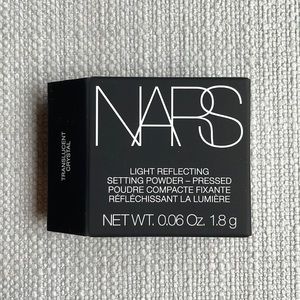 NARS
LIGHT REFLECTING
SETTING POWDER – PRESSED
POUDRE COMPACTE FIXANTE
RÉFLÉCHISSANT LA LUMIÈRE
NET WT. 0.06 Oz. 1.8 g
TRANSLUCENT
CRYSTAL